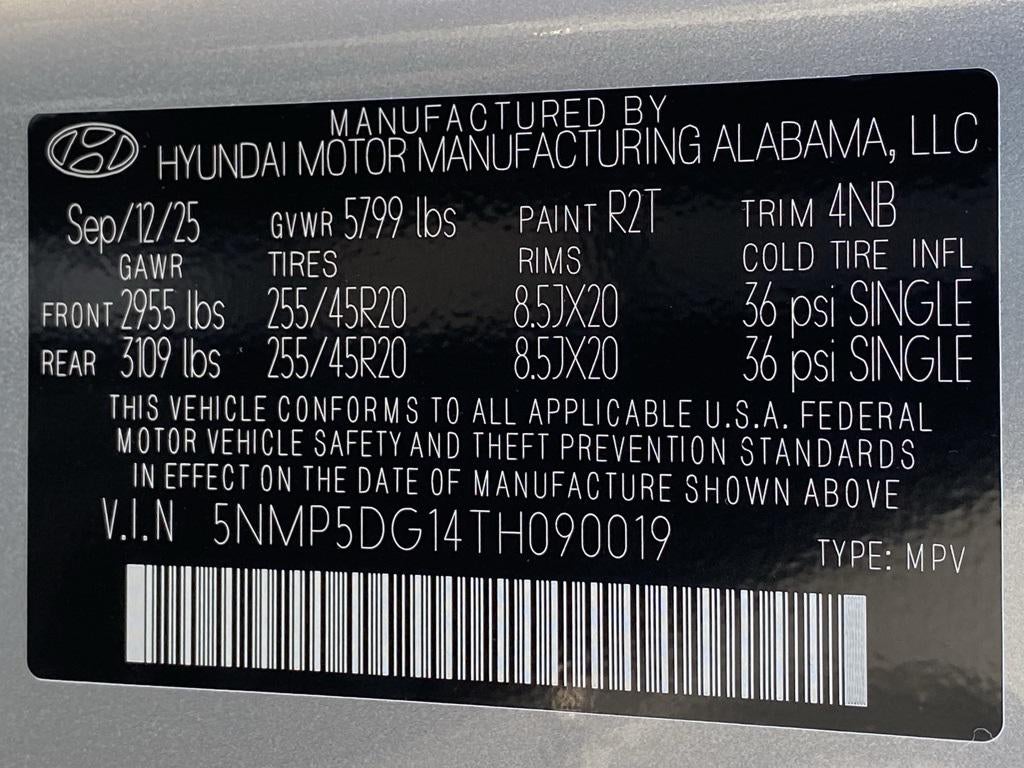 MANUFACTURED BY
HYUNDAI MOTOR MANUFACTURING ALABAMA, LLC
Sep/12/25 GVWR 5799 lbs PAINT R2T TRIM 4NB
GAWR TIRES RIMS COLD TIRE INFL
FRONT 2955 lbs 255/45R20 8.5JX20 36 psi SINGLE
REAR 3109 lbs 255/45R20 8.5JX20 36 psi SINGLE
THIS VEHICLE CONFORMS TO ALL APPLICABLE U.S.A. FEDERAL
MOTOR VEHICLE SAFETY AND THEFT PREVENTION STANDARDS
IN EFFECT ON THE DATE OF MANUFACTURE SHOWN ABOVE
V.I.N 5NMP5DG14TH090019 TYPE: MPV